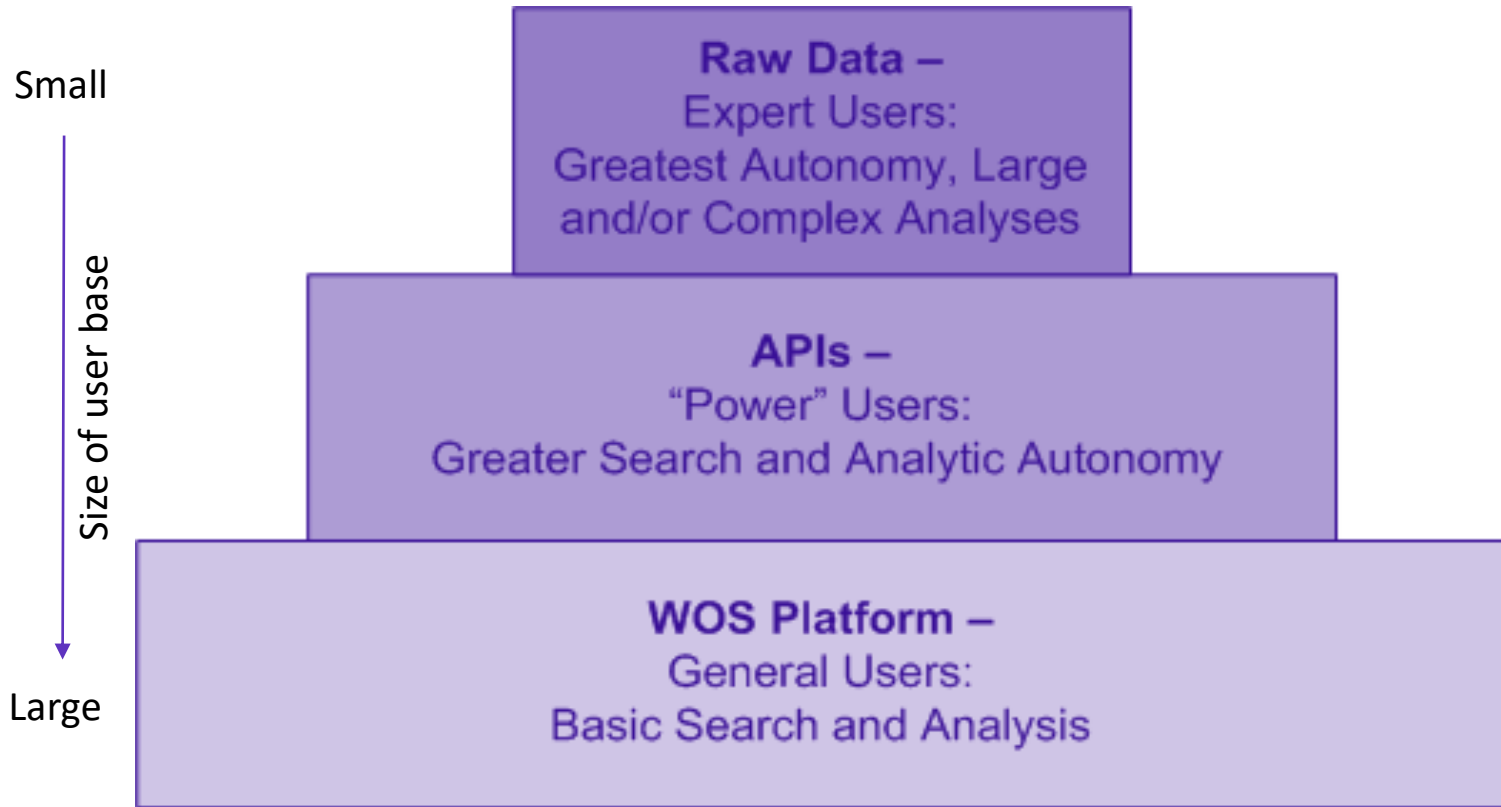 Small
Size of user base
Large
Raw Data –
Expert Users:
Greatest Autonomy, Large
and/or Complex Analyses
APIs –
“Power” Users:
Greater Search and Analytic Autonomy
WOS Platform –
General Users:
Basic Search and Analysis